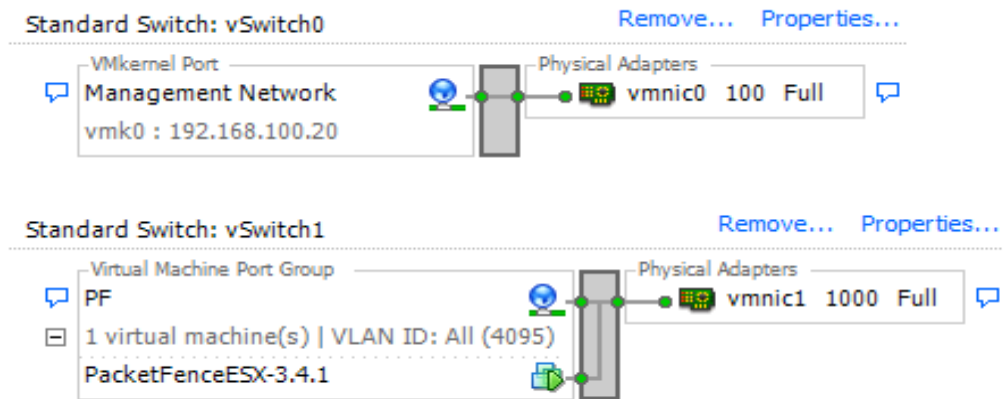 Standard Switch: vSwitch0 Remove... Properties...
VMkernel Port Physical Adapters
Management Network vmnic0 100 Full
vmk0 : 192.168.100.20
Standard Switch: vSwitch1 Remove... Properties...
Virtual Machine Port Group Physical Adapters
PF vmnic1 1000 Full
1 virtual machine(s) | VLAN ID: All (4095)
PacketFenceESX-3.4.1